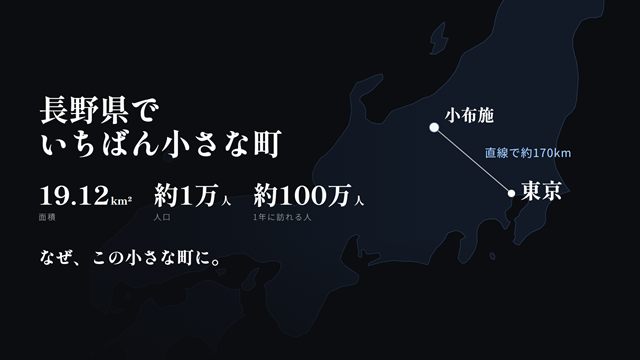 長野県で
いちばん小さな町
19.12km²
面積
約1万人
人口
約100万人
1年に訪れる人
なぜ、この小さな町に。
小布施
直線で約170km
東京